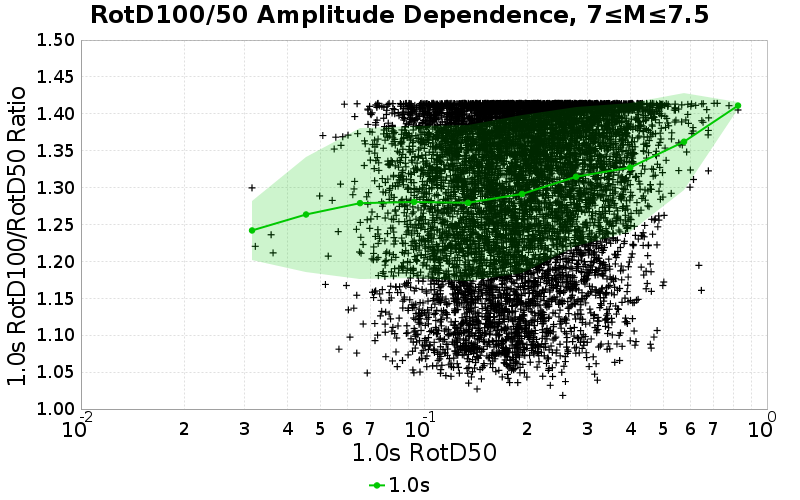 RotD100/50 Amplitude Dependence, 7≤M≤7.5
1.0s RotD100/RotD50 Ratio
1.50
1.45
1.40
1.35
1.30
1.25
1.20
1.15
1.10
1.05
1.00
10^-2 2 3 4 5 6 7 10^-1 2 3 4 5 6 7 10^0
1.0s RotD50
1.0s